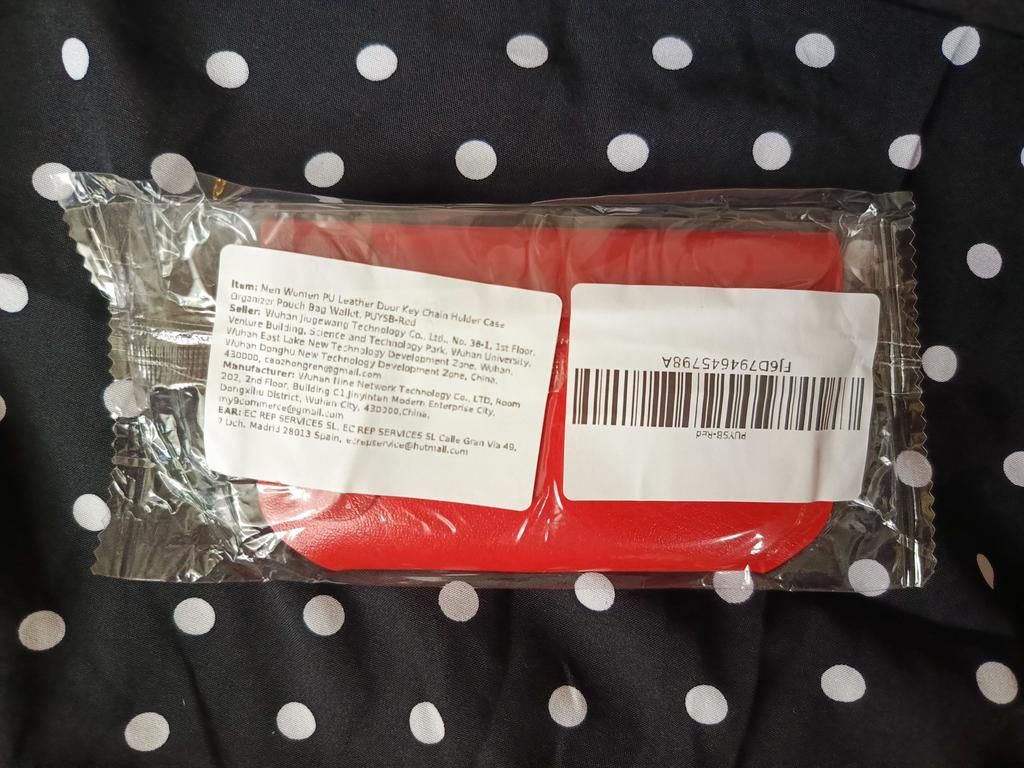 Item: Men Women PU Leather Door Key Chain Holder Case
Organizer Pouch Bag Wallet, PUYSB-Red
Seller: Wuhan Jiugewang Technology Co., Ltd., No. 36-1, 1st Floor,
Venture Building, Science and Technology Park, Wuhan University,
Wuhan East Lake New Technology Development Zone, Wuhan,
Wuhan Donghu New Technology Development Zone, China,
430000, caozhongren@gmail.com
Manufacturer: Wuhan Nine Network Technology Co., LTD, Room
202, 2nd Floor, Building C1,Jinyintan Modern Enterprise City,
Dongxihu District, Wuhan City, 430200,China,
my9commerce@gmail.com
EAR: EC REP SERVICES SL, EC REP SERVICES SL Calle Gran Via 49,
7 Dch, Madrid 28013 Spain, ecrepservice@hotmail.com
PUYSB-Red
FJ6D794645798A